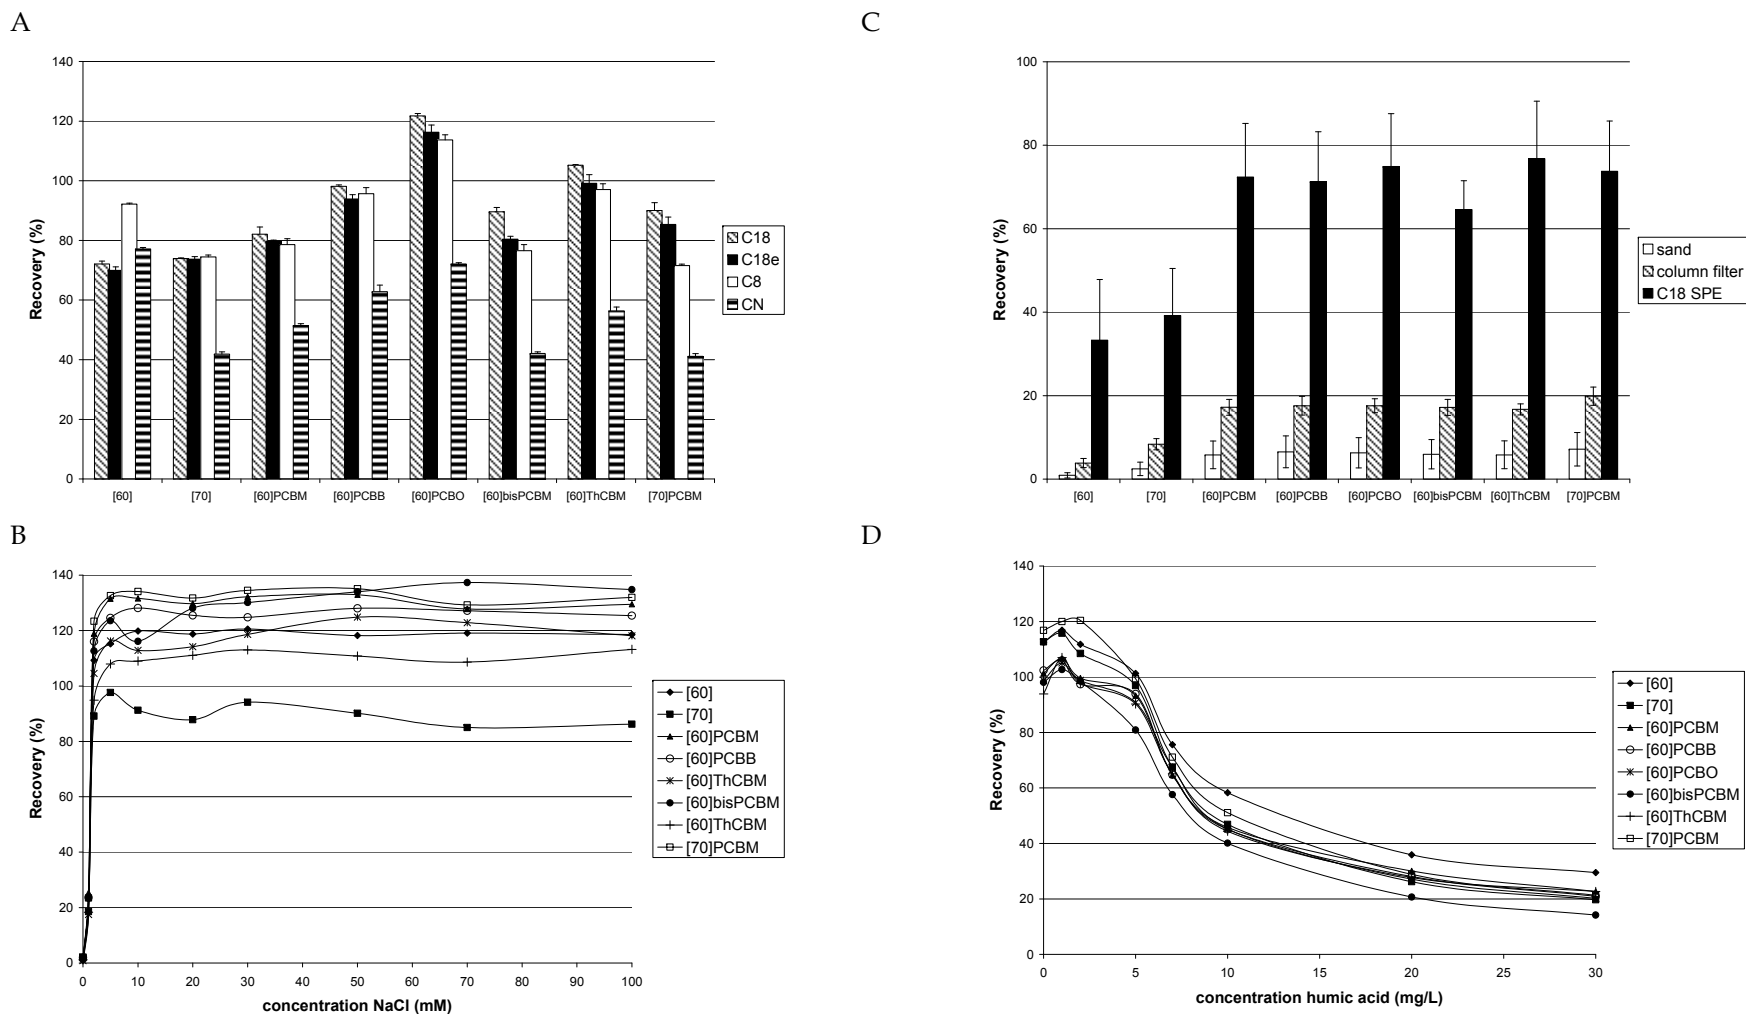 A
140
120
100
80
60
40
20
0
Recovery (%)
[60] [70] [60]PCBM [60]PCBB [60]PCBO [60]bisPCBM [60]ThCBM [70]PCBM
C18
C18e
C8
CN
C
100
80
60
40
20
0
Recovery (%)
[60] [70] [60]PCBM [60]PCBB [60]PCBO [60]bisPCBM [60]ThCBM [70]PCBM
sand
column filter
C18 SPE
B
140
120
100
80
60
40
20
0
Recovery (%)
0 10 20 30 40 50 60 70 80 90 100
concentration NaCl (mM)
[60]
[70]
[60]PCBM
[60]PCBB
[60]ThCBM
[60]bisPCBM
[60]ThCBM
[70]PCBM
D
140
120
100
80
60
40
20
0
Recovery (%)
0 5 10 15 20 25 30
concentration humic acid (mg/L)
[60]
[70]
[60]PCBM
[60]PCBB
[60]PCBO
[60]bisPCBM
[60]ThCBM
[70]PCBM